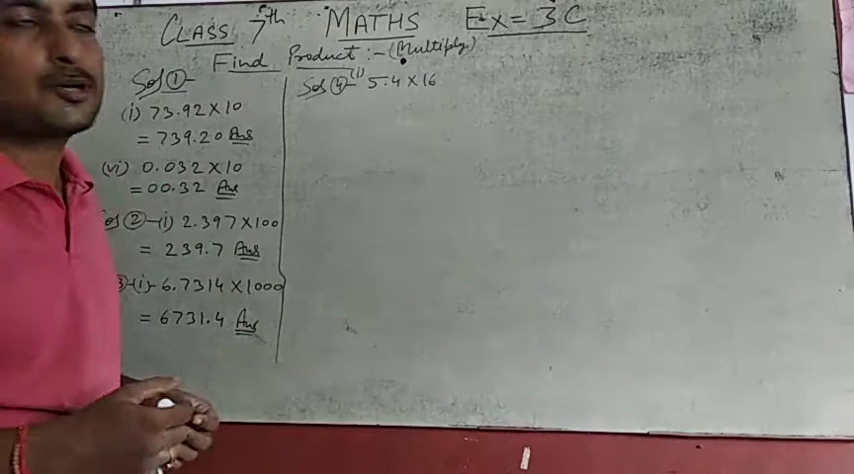 CLASS 7th MATHS Ex = 3C
Find Product :- (Multiply)
Sol ①-
(i) 73.92 X 10
= 739.20 Ans
(vi) 0.032 X 10
= 00.32 Ans
Sol ② - (i) 2.397 X 100
= 239.7 Ans
③ - (i) - 6.7314 X 1000
= 6731.4 Ans
Sol ④ - (i) 5.4 X 16